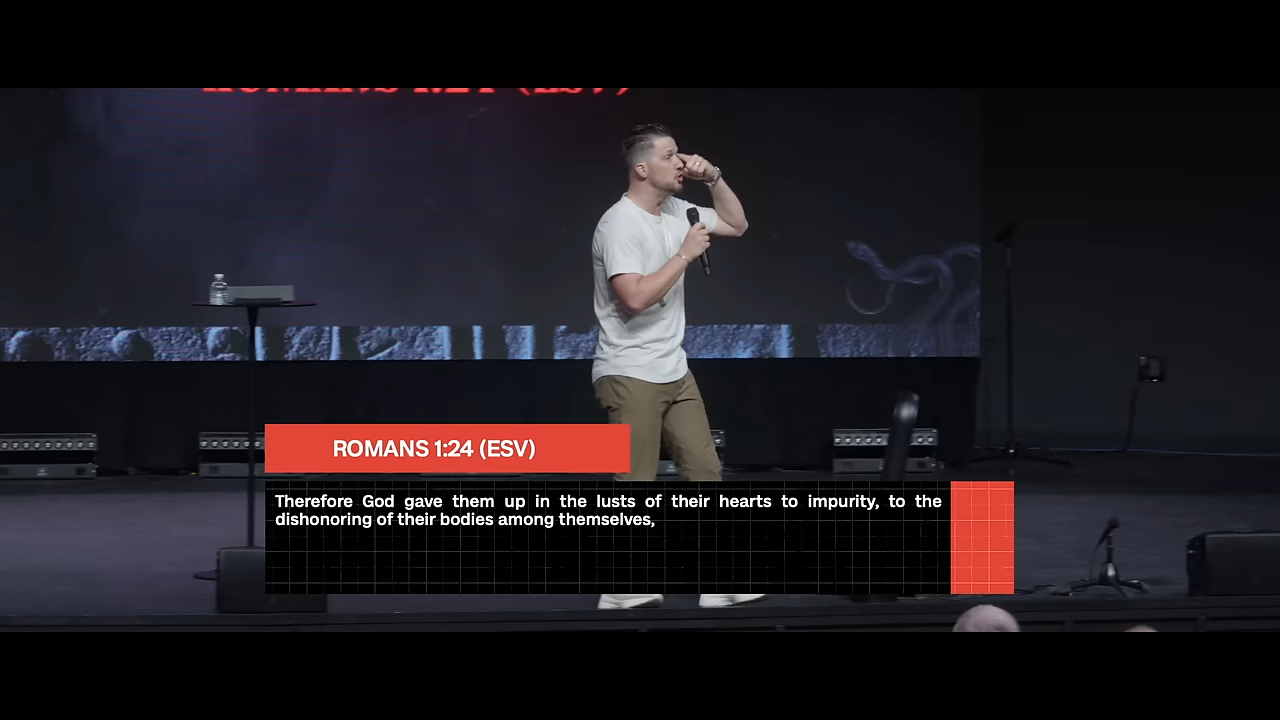 ROMANS 1:24 (ESV)
Therefore God gave them up in the lusts of their hearts to impurity, to the
dishonoring of their bodies among themselves,